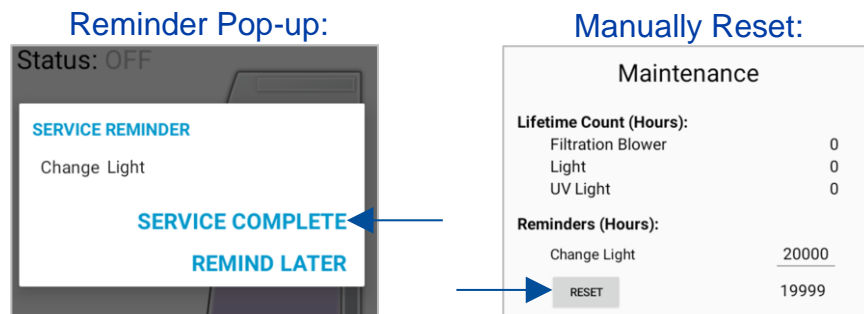 Reminder Pop-up:
Status: OFF
SERVICE REMINDER
Change Light
SERVICE COMPLETE
REMIND LATER
Manually Reset:
Maintenance
Lifetime Count (Hours):
Filtration Blower 0
Light 0
UV Light 0
Reminders (Hours):
Change Light 20000
RESET 19999